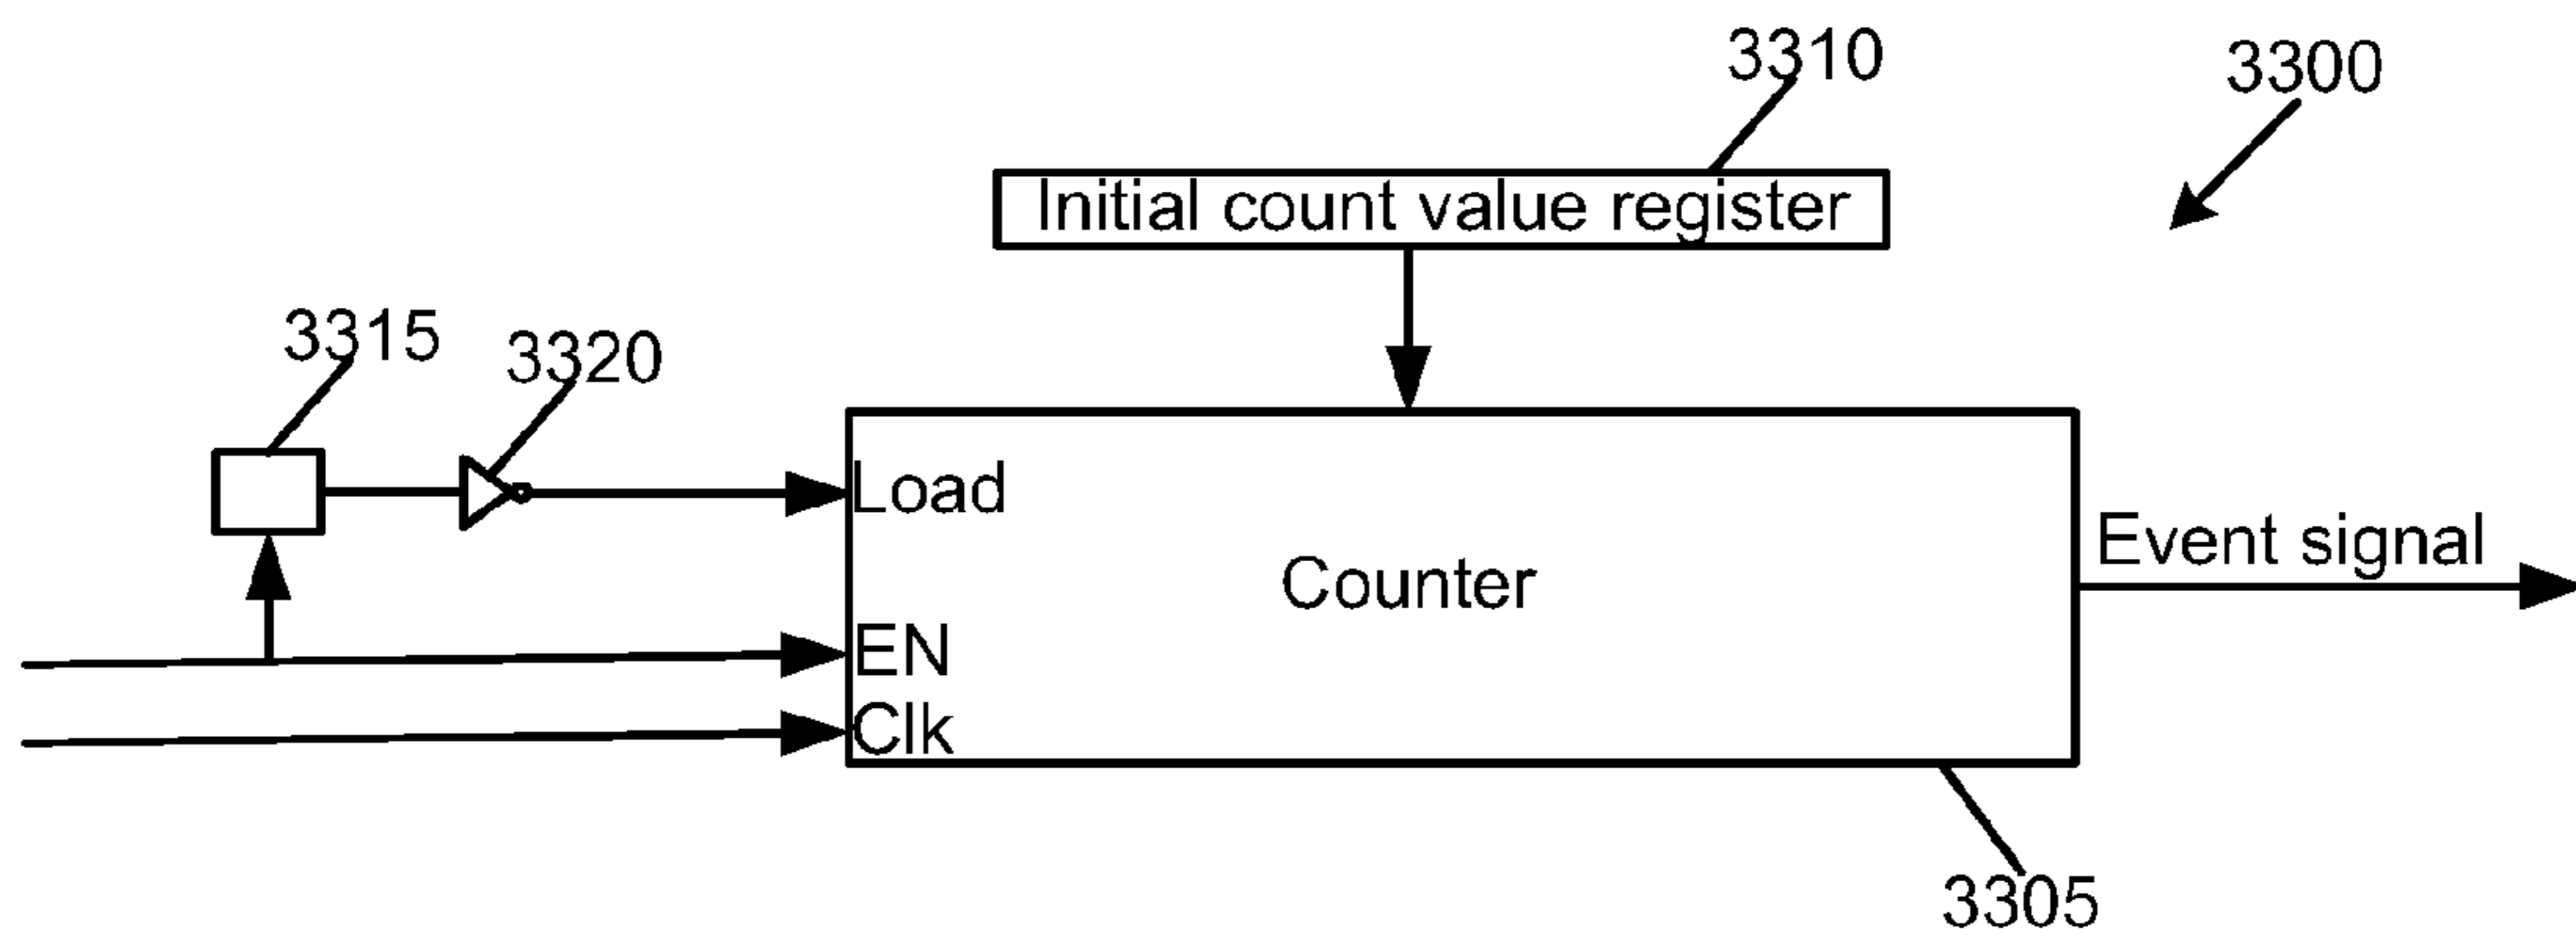 3310
3300
Initial count value register
3315
3320
Load
Event signal
Counter
EN
Clk
3305